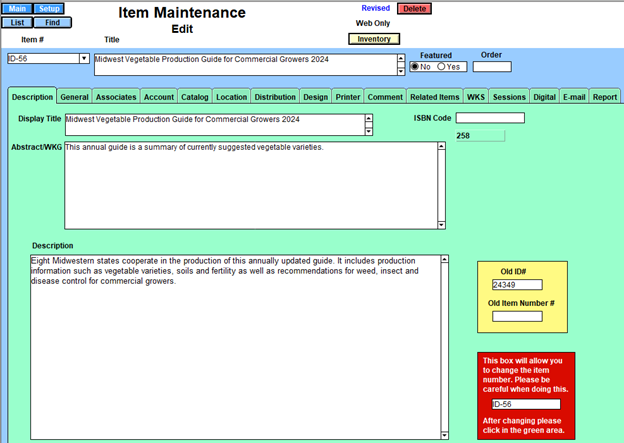 Main Setup
Item Maintenance
Revised Delete
List Find
Edit
Web Only
Item #
Title
Inventory
ID-56
Midwest Vegetable Production Guide for Commercial Growers 2024
Featured
Order
No Yes
Description General Associates Account Catalog Location Distribution Design Printer Comment Related Items WKS Sessions Digital E-mail Report
Display Title
Midwest Vegetable Production Guide for Commercial Growers 2024
ISBN Code
258
Abstract/WKG
This annual guide is a summary of currently suggested vegetable varieties.
Description
Eight Midwestern states cooperate in the production of this annually updated guide. It includes production
information such as vegetable varieties, soils and fertility as well as recommendations for weed, insect and
disease control for commercial growers.
Old ID#
24349
Old Item Number #
This box will allow you
to change the item
number. Please be
careful when doing this.
ID-56
After changing please
click in the green area.